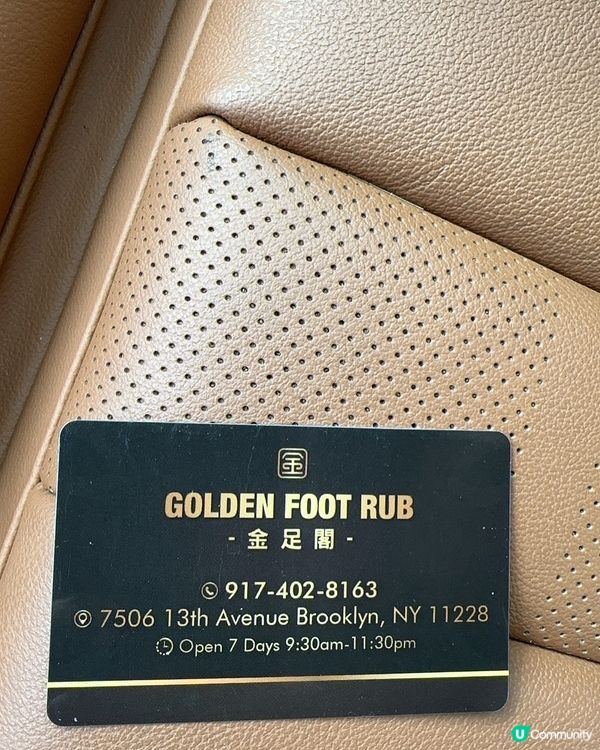 金
GOLDEN FOOT RUB
- 金足閣 -
917-402-8163
7506 13th Avenue Brooklyn, NY 11228
Open 7 Days 9:30am-11:30pm
U Community